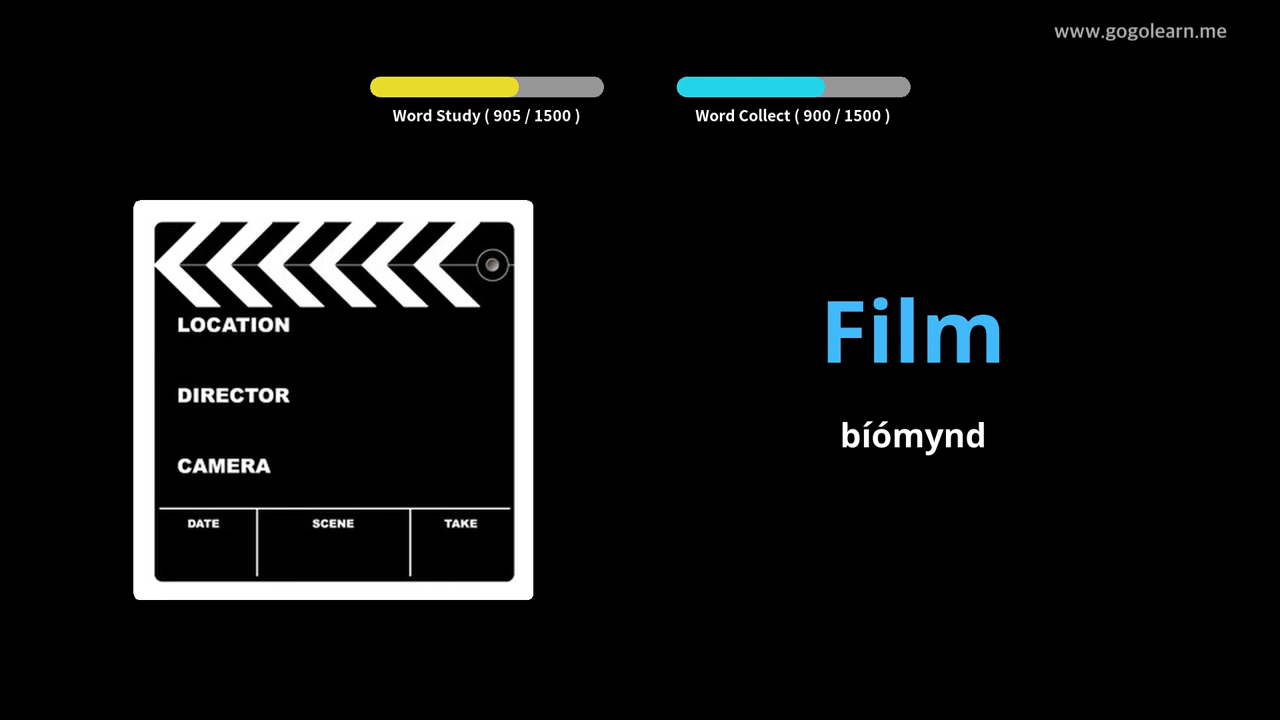 www.gogolearn.me
Word Study ( 905 / 1500 )
Word Collect ( 900 / 1500 )
LOCATION
DIRECTOR
CAMERA
DATE
SCENE
TAKE
Film
bíómynd